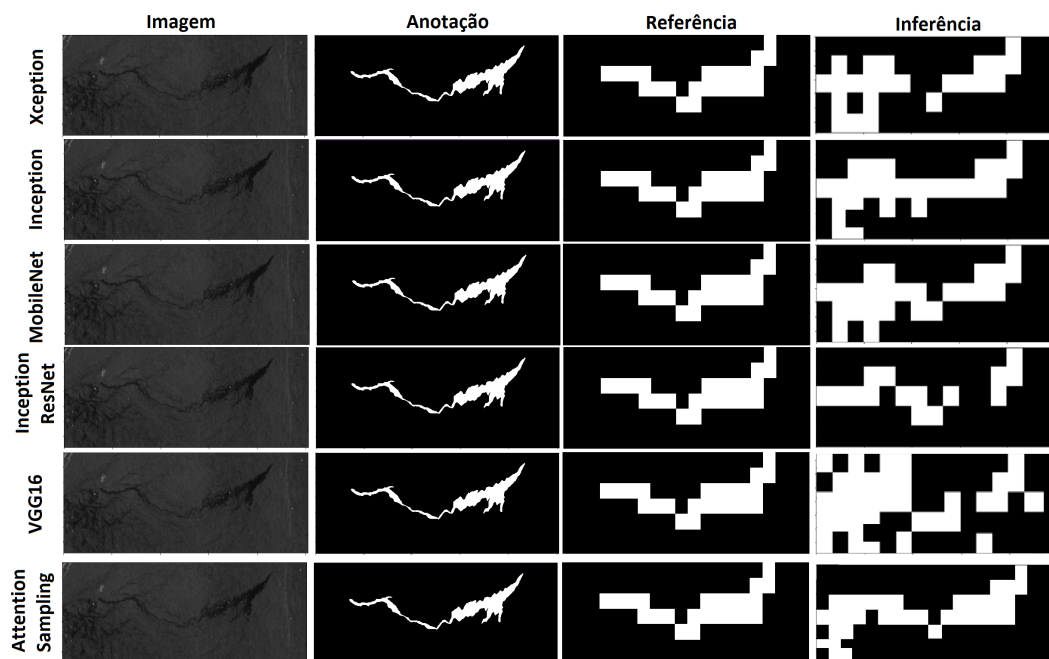 Imagem Anotação Referência Inferência
Xception
Inception
MobileNet
Inception
ResNet
VGG16
Attention
Sampling